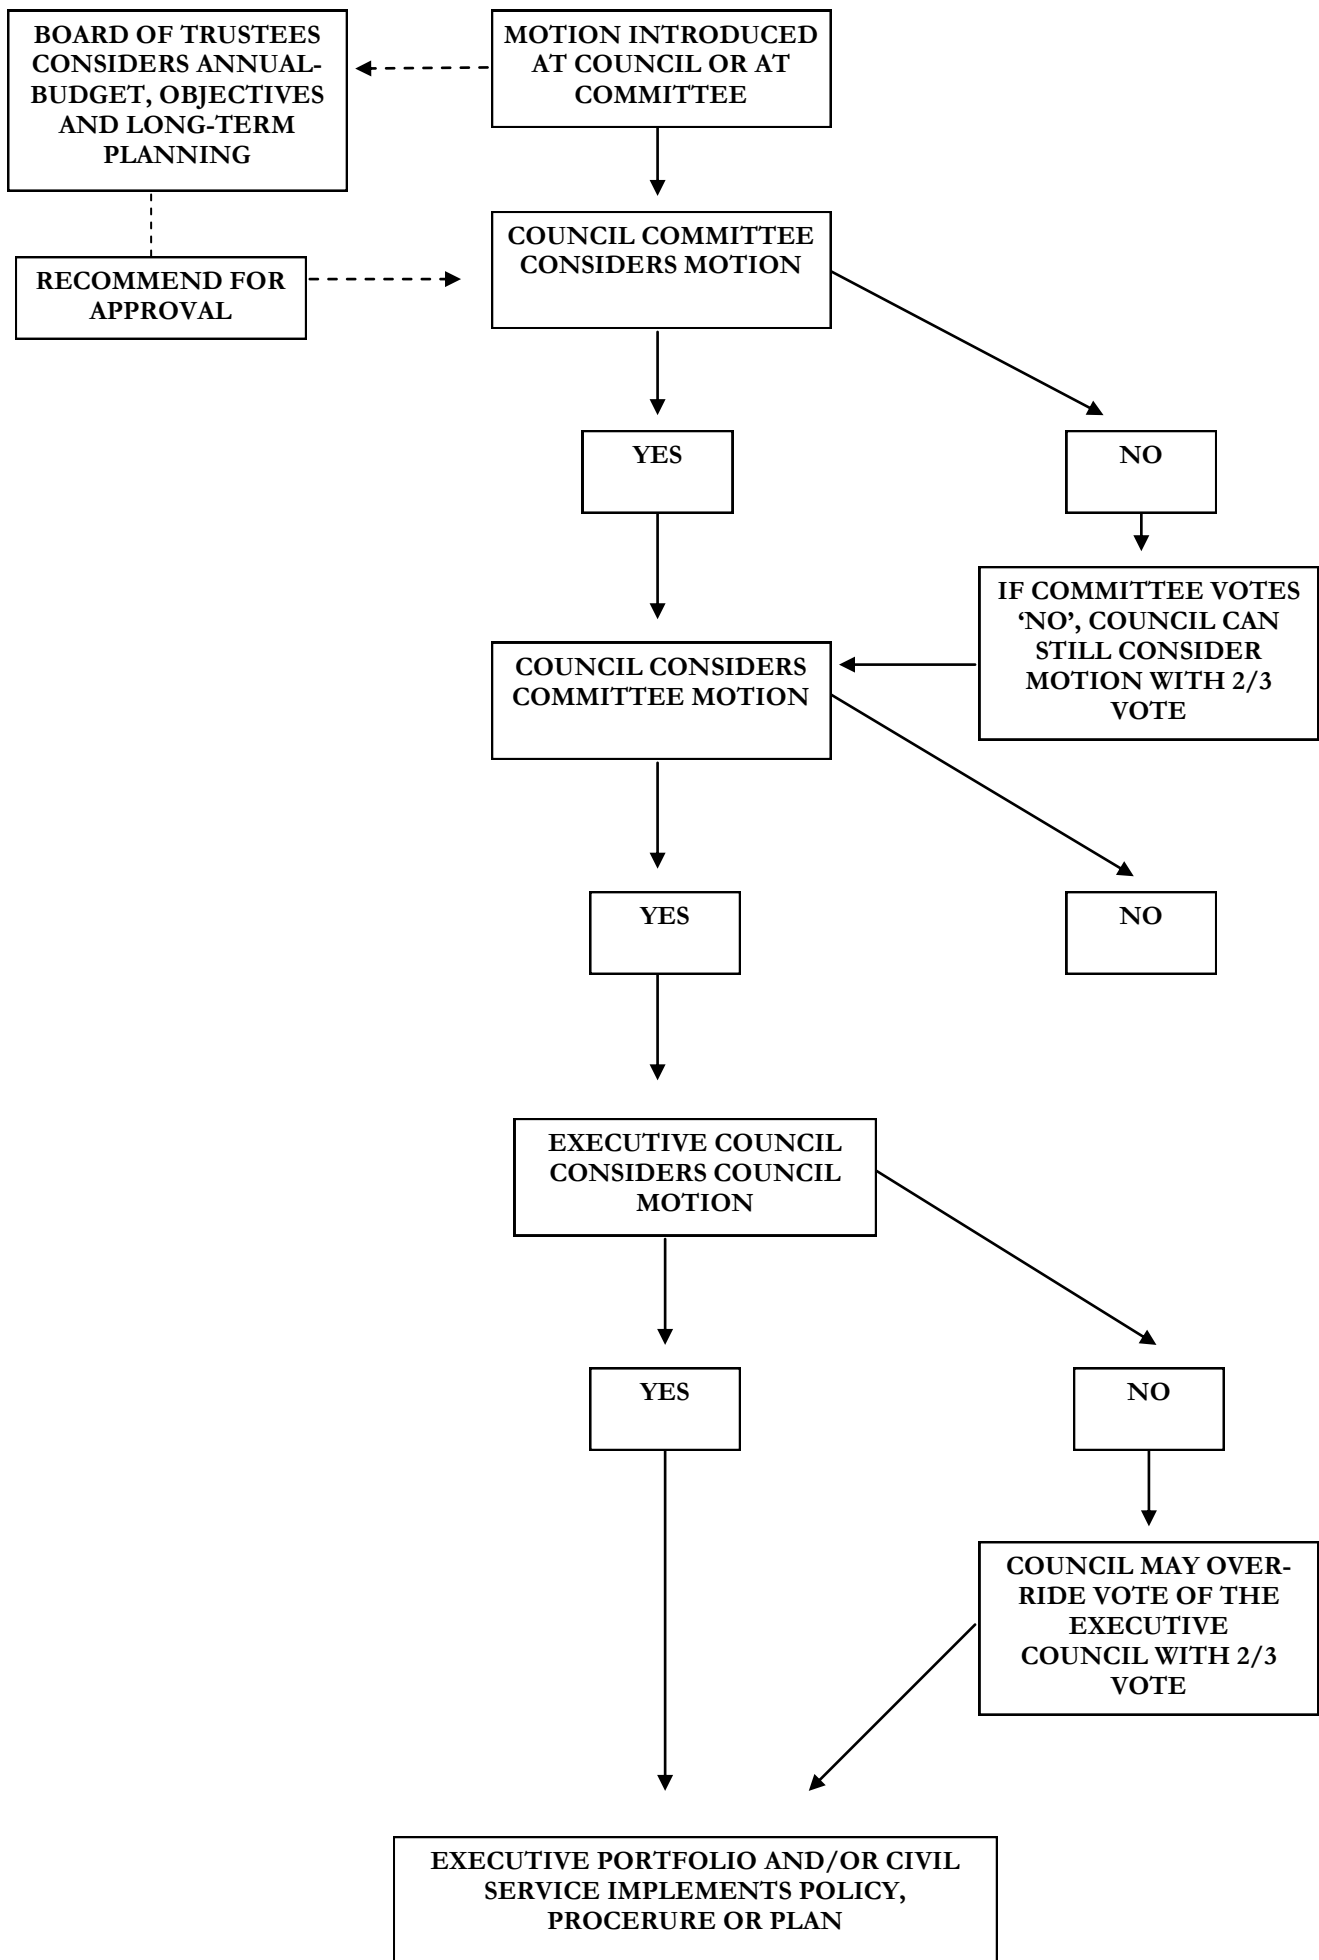 BOARD OF TRUSTEES
CONSIDERS ANNUAL-
BUDGET, OBJECTIVES
AND LONG-TERM
PLANNING
MOTION INTRODUCED
AT COUNCIL OR AT
COMMITTEE
RECOMMEND FOR
APPROVAL
COUNCIL COMMITTEE
CONSIDERS MOTION
YES
NO
IF COMMITTEE VOTES
‘NO’, COUNCIL CAN
STILL CONSIDER
MOTION WITH 2/3
VOTE
COUNCIL CONSIDERS
COMMITTEE MOTION
YES
NO
EXECUTIVE COUNCIL
CONSIDERS COUNCIL
MOTION
YES
NO
COUNCIL MAY OVER-
RIDE VOTE OF THE
EXECUTIVE
COUNCIL WITH 2/3
VOTE
EXECUTIVE PORTFOLIO AND/OR CIVIL
SERVICE IMPLEMENTS POLICY,
PROCERURE OR PLAN